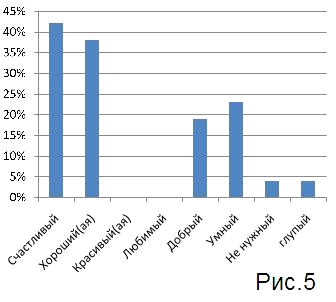 45%
40%
35%
30%
25%
20%
15%
10%
5%
0%
Счастливый
Хороший(ая)
Красивый(ая)
Любимый
Добрый
Умный
Не нужный
глупый
Рис.5